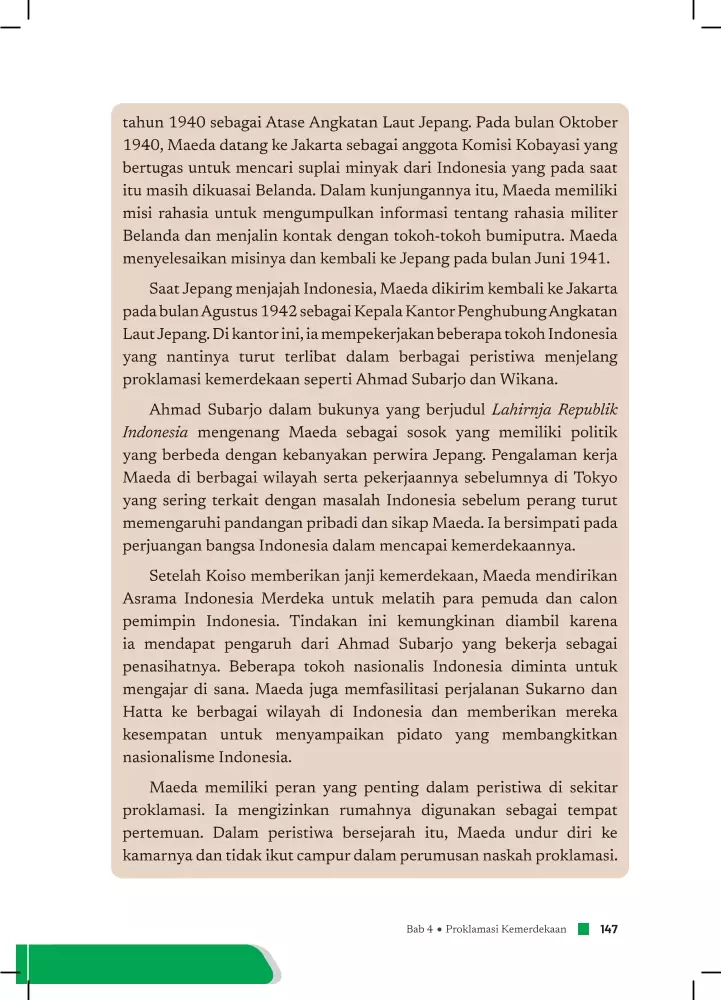 tahun 1940 sebagai Atase Angkatan Laut Jepang. Pada bulan Oktober
1940, Maeda datang ke Jakarta sebagai anggota Komisi Kobayasi yang
bertugas untuk mencari suplai minyak dari Indonesia yang pada saat
itu masih dikuasai Belanda. Dalam kunjungannya itu, Maeda memiliki
misi rahasia untuk mengumpulkan informasi tentang rahasia militer
Belanda dan menjalin kontak dengan tokoh-tokoh bumiputra. Maeda
menyelesaikan misinya dan kembali ke Jepang pada bulan Juni 1941.
Saat Jepang menjajah Indonesia, Maeda dikirim kembali ke Jakarta
pada bulan Agustus 1942 sebagai Kepala Kantor Penghubung Angkatan
Laut Jepang. Di kantor ini, ia mempekerjakan beberapa tokoh Indonesia
yang nantinya turut terlibat dalam berbagai peristiwa menjelang
proklamasi kemerdekaan seperti Ahmad Subarjo dan Wikana.
Ahmad Subarjo dalam bukunya yang berjudul Lahirnja Republik
Indonesia mengenang Maeda sebagai sosok yang memiliki politik
yang berbeda dengan kebanyakan perwira Jepang. Pengalaman kerja
Maeda di berbagai wilayah serta pekerjaannya sebelumnya di Tokyo
yang sering terkait dengan masalah Indonesia sebelum perang turut
memengaruhi pandangan pribadi dan sikap Maeda. Ia bersimpati pada
perjuangan bangsa Indonesia dalam mencapai kemerdekaannya.
Setelah Koiso memberikan janji kemerdekaan, Maeda mendirikan
Asrama Indonesia Merdeka untuk melatih para pemuda dan calon
pemimpin Indonesia. Tindakan ini kemungkinan diambil karena
ia mendapat pengaruh dari Ahmad Subarjo yang bekerja sebagai
penasihatnya. Beberapa tokoh nasionalis Indonesia diminta untuk
mengajar di sana. Maeda juga memfasilitasi perjalanan Sukarno dan
Hatta ke berbagai wilayah di Indonesia dan memberikan mereka
kesempatan untuk menyampaikan pidato yang membangkitkan
nasionalisme Indonesia.
Maeda memiliki peran yang penting dalam peristiwa di sekitar
proklamasi. Ia mengizinkan rumahnya digunakan sebagai tempat
pertemuan. Dalam peristiwa bersejarah itu, Maeda undur diri ke
kamarnya dan tidak ikut campur dalam perumusan naskah proklamasi.
Bab 4 • Proklamasi Kemerdekaan 147